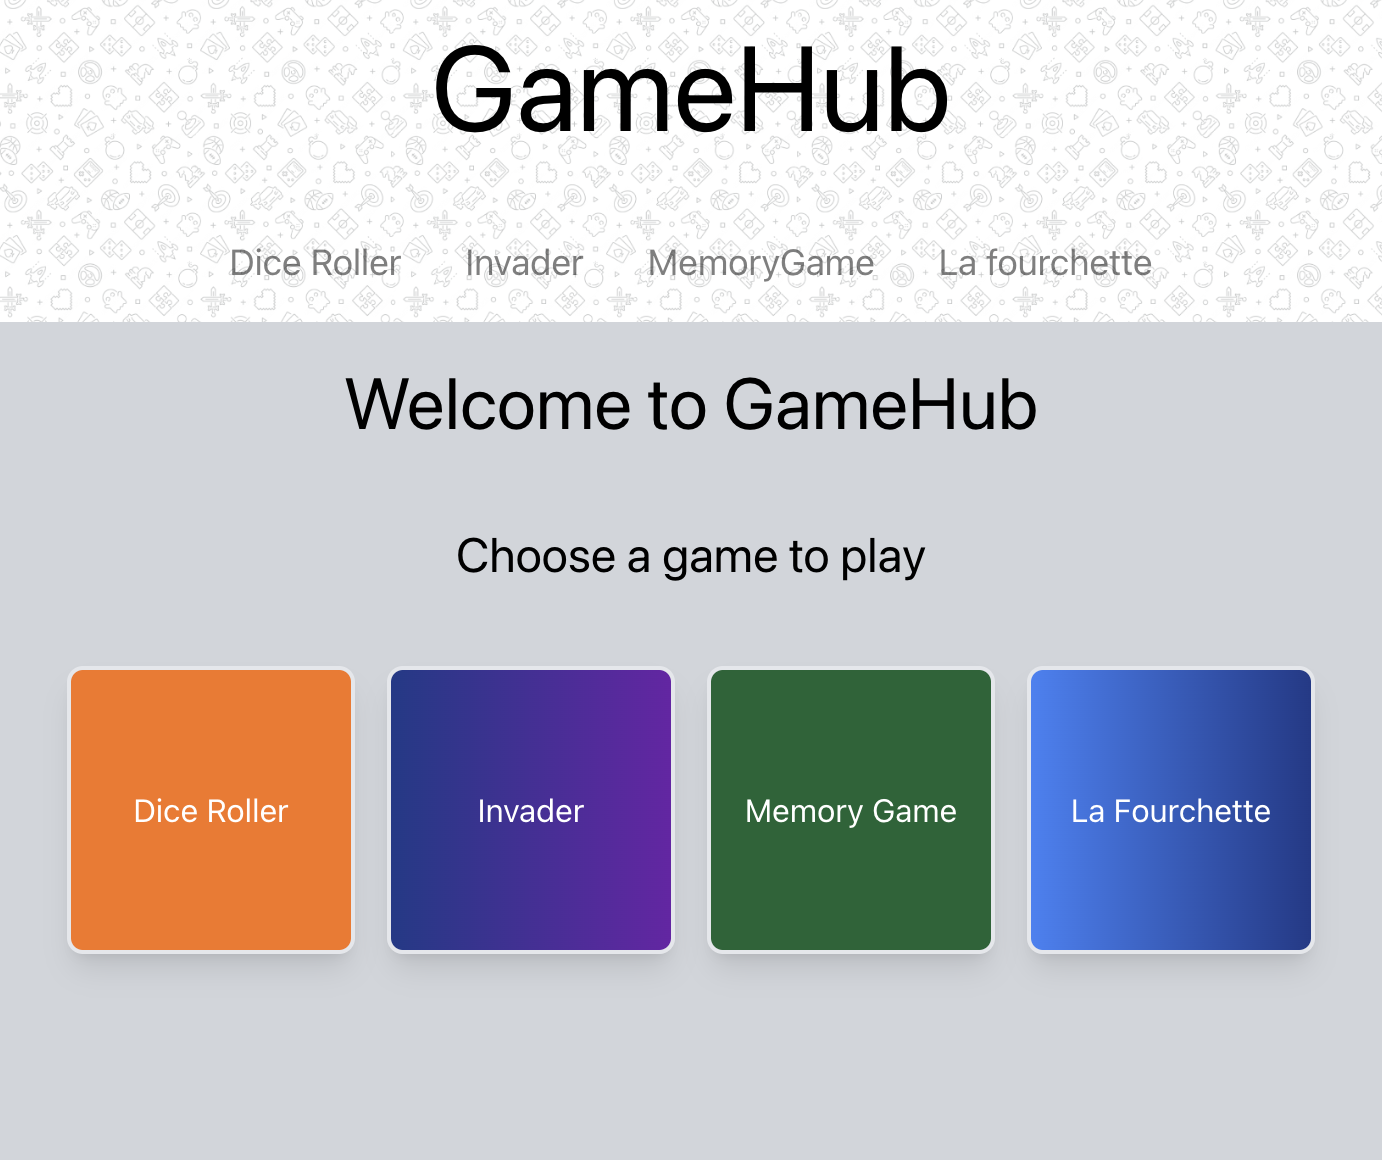 GameHub
Dice Roller Invader MemoryGame La fourchette
Welcome to GameHub
Choose a game to play
Dice Roller Invader Memory Game La Fourchette